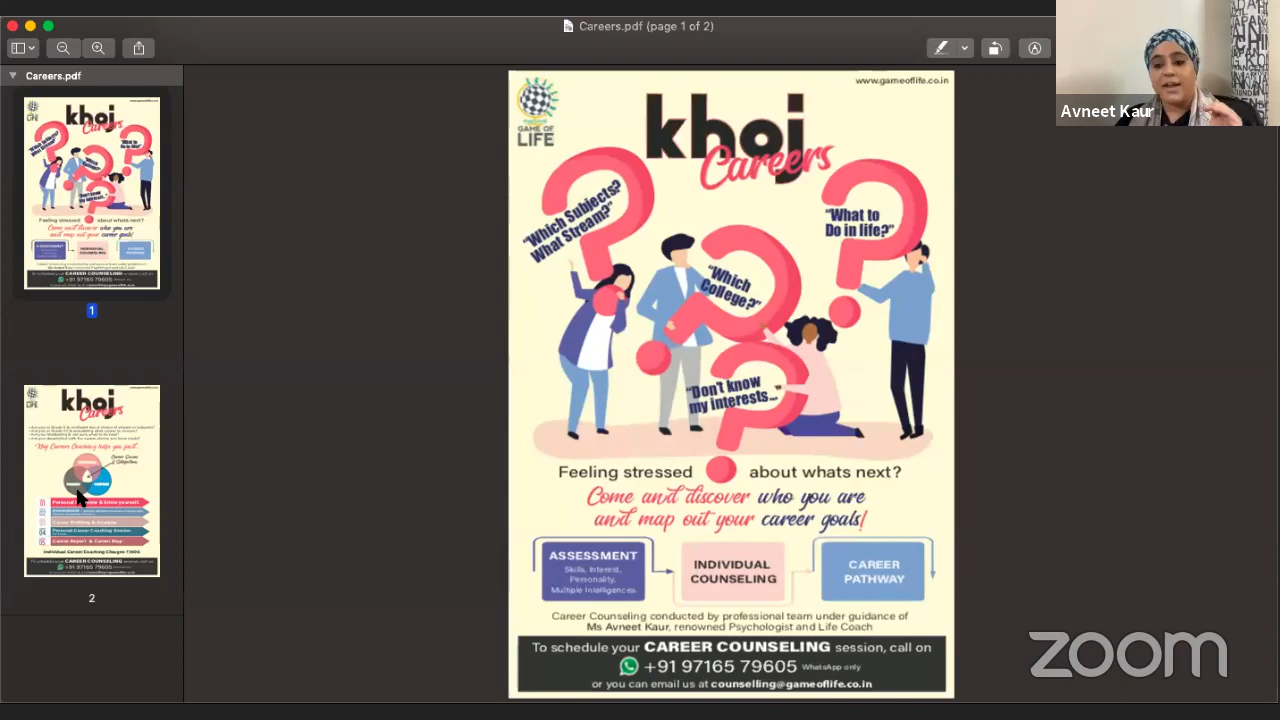 Careers.pdf (page 1 of 2)
Careers.pdf
1
2
Avneet Kaur
www.gameoflife.co.in
GAME OF
LIFE
khoj
Careers
"Which Subjects?
What Stream?"
"What to
Do in life?"
"Which
College?"
"Don't know
my interests...
Feeling stressed about whats next?
Come and discover who you are
and map out your career goals!
ASSESSMENT
Skills, Interest,
Personality,
Multiple Intelligences.
INDIVIDUAL
COUNSELING
CAREER
PATHWAY
Career Counseling conducted by professional team under guidance of
Ms Avneet Kaur, renowned Psychologist and Life Coach
To schedule your CAREER COUNSELING session, call on
+91 97165 79605 WhatsApp only
or you can email us at counselling@gameoflife.co.in
zoom